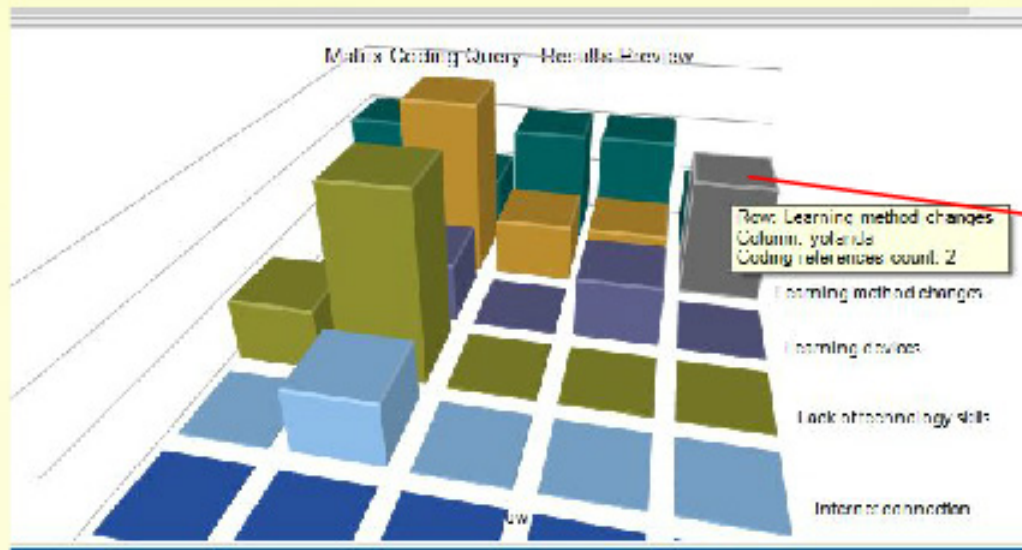 Matrix Coding Query - Results Preview
Row: Learning method changes
Column: yolanda
Coding references count: 2
Learning method changes
Learning devices
Lack of technology skills
Internet connection